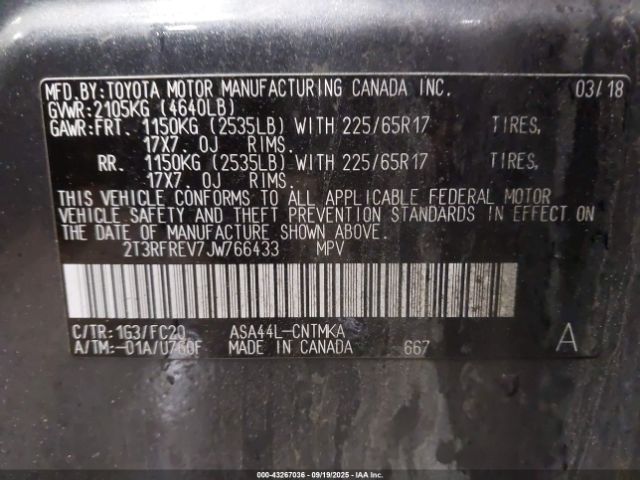 MFD.BY:TOYOTA MOTOR MANUFACTURING CANADA INC. 03/18
GVWR:2105KG (4640LB)
GAWR:FRT. 1150KG (2535LB) WITH 225/65R17 TIRES,
17X7.0J RIMS.
RR. 1150KG (2535LB) WITH 225/65R17 TIRES,
17X7.0J RIMS.
THIS VEHICLE CONFORMS TO ALL APPLICABLE FEDERAL MOTOR
VEHICLE SAFETY AND THEFT PREVENTION STANDARDS IN EFFECT ON
THE DATE OF MANUFACTURE SHOWN ABOVE.
2T3RFREV7JW766433 MPV
C/TR:1G3/FC20 ASA44L-CNTMKA A
A/TM:-01A/U760F MADE IN CANADA 667
000-43267036 - 09/19/2025 - IAA Inc.